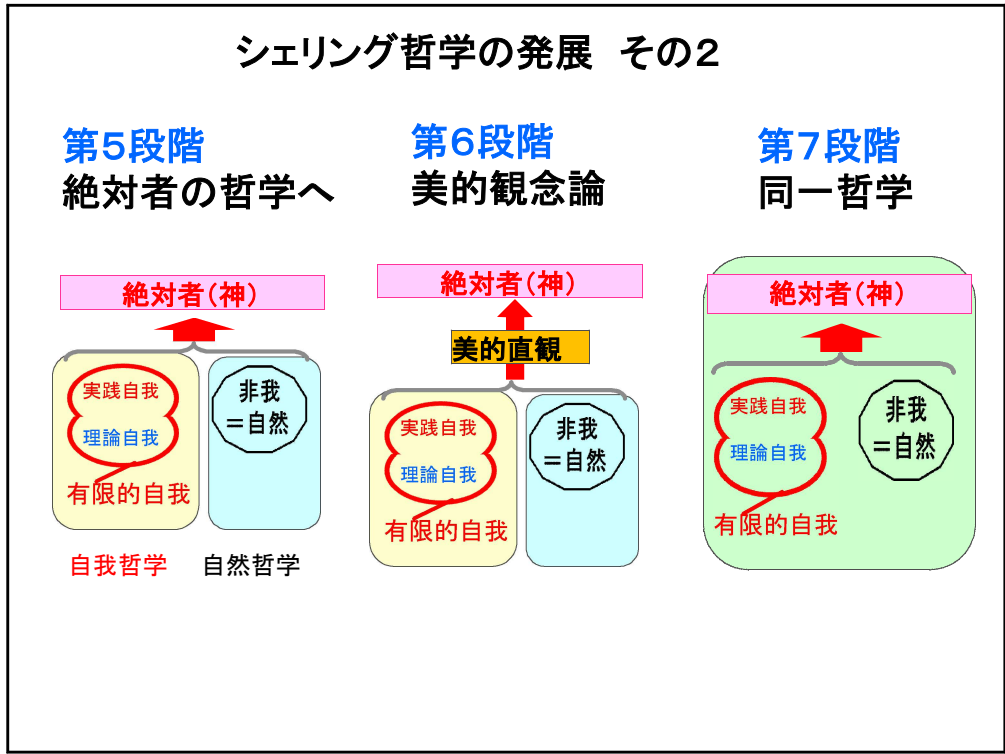 シェリング哲学の発展　その２
第５段階
絶対者の哲学へ
絶対者（神）
実践自我
理論自我
有限的自我
非我
＝自然
自我哲学
自然哲学
第６段階
美的観念論
絶対者（神）
美的直観
実践自我
理論自我
有限的自我
非我
＝自然
第７段階
同一哲学
絶対者（神）
実践自我
理論自我
有限的自我
非我
＝自然